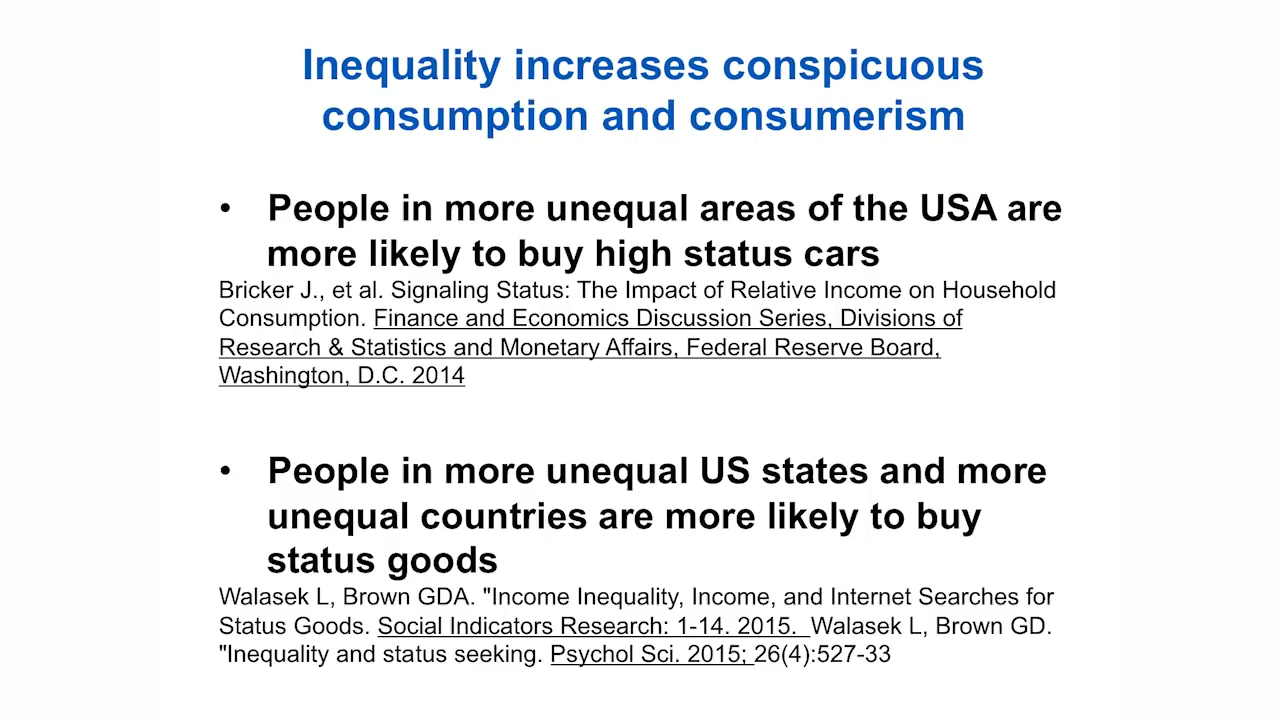 Inequality increases conspicuous
consumption and consumerism
• People in more unequal areas of the USA are
more likely to buy high status cars
Bricker J., et al. Signaling Status: The Impact of Relative Income on Household
Consumption. Finance and Economics Discussion Series, Divisions of
Research & Statistics and Monetary Affairs, Federal Reserve Board,
Washington, D.C. 2014
• People in more unequal US states and more
unequal countries are more likely to buy
status goods
Walasek L, Brown GDA. "Income Inequality, Income, and Internet Searches for
Status Goods. Social Indicators Research: 1-14. 2015. Walasek L, Brown GD.
"Inequality and status seeking. Psychol Sci. 2015; 26(4):527-33